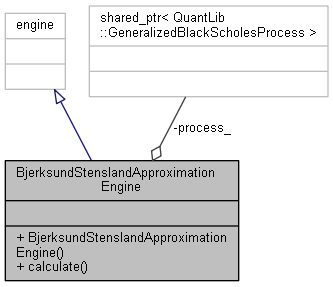 engine
shared_ptr< QuantLib
::GeneralizedBlackScholesProcess >
-process_
BjerksundStenslandApproximation
Engine
+ BjerksundStenslandApproximation
Engine()
+ calculate()